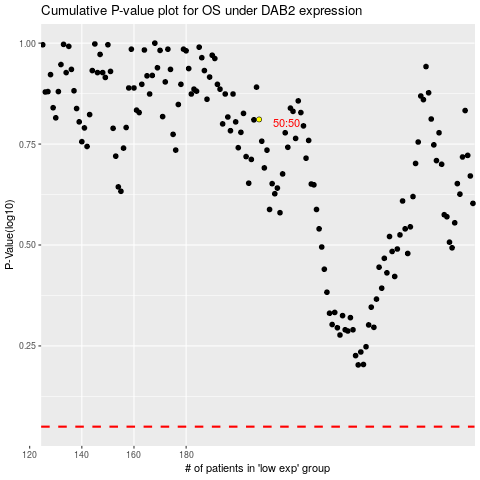 Cumulative P-value plot for OS under DAB2 expression
1.00
50:50
0.75
P-Value(log10)
0.50
0.25
120 140 160 180
# of patients in 'low exp' group